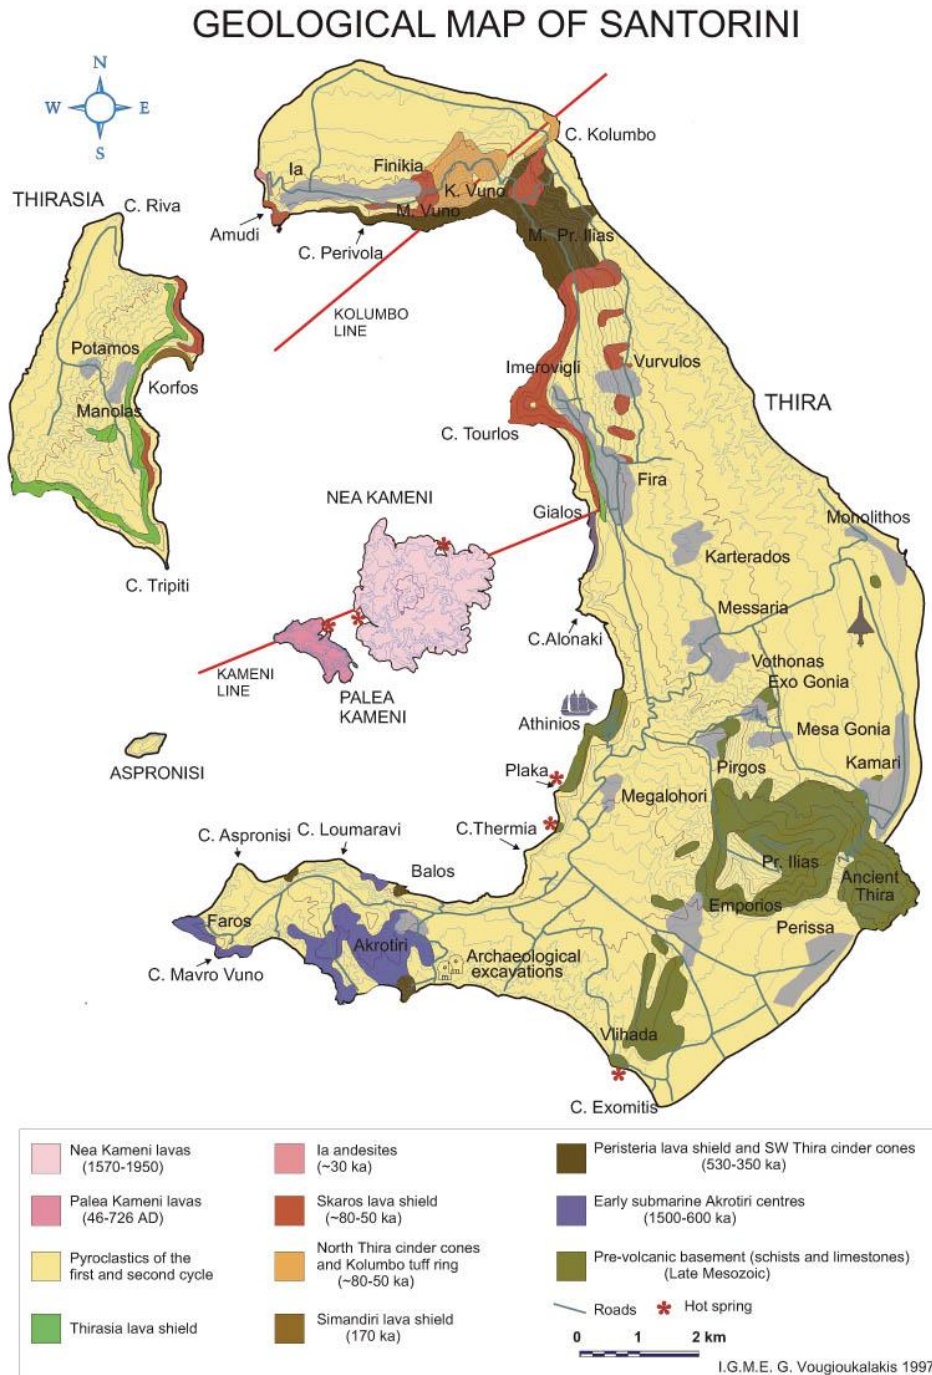 GEOLOGICAL MAP OF SANTORINI
N
W
E
S
C. Kolumbo
Ia
Finikia
K. Vuno
THIRASIA
C. Riva
M. Vuno
Amudi
M. Pr. Ilias
C. Perivola
KOLUMBO
LINE
Potamos
Imerovigli
Vurvulos
Korfos
THIRA
Manolas
C. Tourlos
Fira
NEA KAMENI
Gialos
Monolithos
Karterados
C. Tripiti
Messaria
C.Alonaki
Vothonas
KAMENI
LINE
Exo Gonia
PALEA
KAMENI
Athinios
Mesa Gonia
ASPRONISI
Plaka
Pirgos
Kamari
Megalohori
C. Aspronisi
C. Loumaravi
C.Thermia
Pr. Ilias
Balos
Ancient
Thira
Emporios
Faros
Perissa
Akrotiri
Archaeological
excavations
C. Mavro Vuno
Vlihada
C. Exomitis
Nea Kameni lavas
(1570-1950)
Palea Kameni lavas
(46-726 AD)
Pyroclastics of the
first and second cycle
Thirasia lava shield
Ia andesites
(~30 ka)
Skaros lava shield
(~80-50 ka)
North Thira cinder cones
and Kolumbo tuff ring
(~80-50 ka)
Simandiri lava shield
(170 ka)
Peristeria lava shield and SW Thira cinder cones
(530-350 ka)
Early submarine Akrotiri centres
(1500-600 ka)
Pre-volcanic basement (schists and limestones)
(Late Mesozoic)
Roads
Hot spring
0 1 2 km
I.G.M.E. G. Vougioukalakis 1997